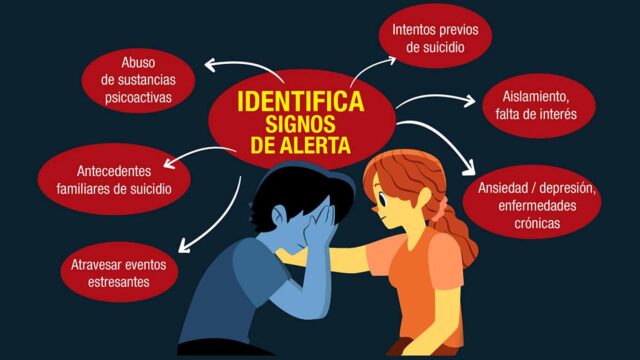 IDENTIFICA
SIGNOS
DE ALERTA
Abuso
de sustancias
psicoactivas
Antecedentes
familiares de suicidio
Atravesar eventos
estresantes
Intentos previos
de suicidio
Aislamiento,
falta de interés
Ansiedad / depresión,
enfermedades
crónicas